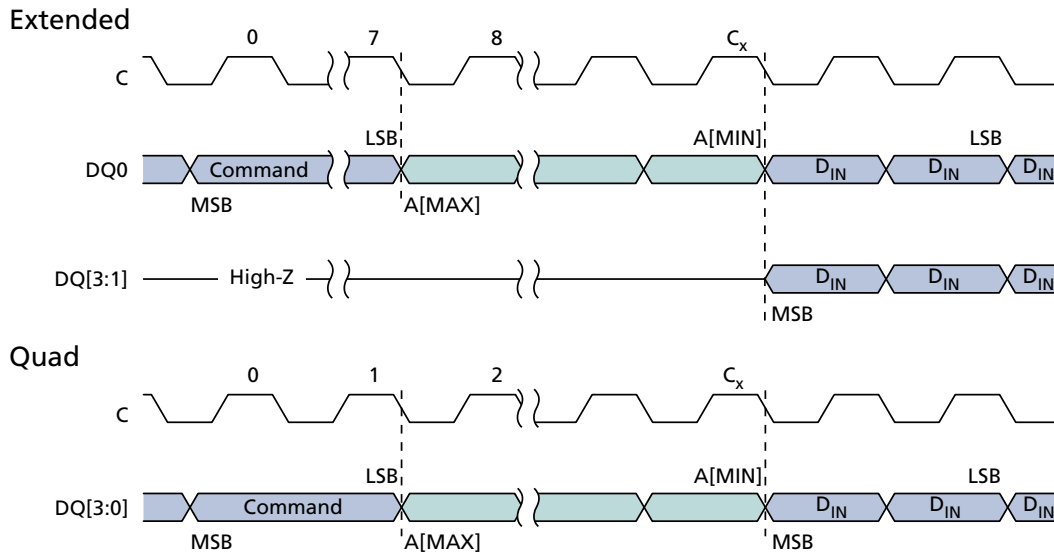 Extended
0 7 8 Cx
C
LSB A[MIN] LSB
DQ0 Command DIN DIN DIN
MSB A[MAX]
DQ[3:1] High-Z DIN DIN DIN
MSB
Quad
0 1 2 Cx
C
LSB A[MIN] LSB
DQ[3:0] Command DIN DIN DIN
MSB A[MAX] MSB